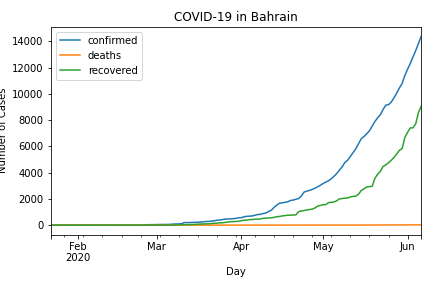 COVID-19 in Bahrain
confirmed
deaths
recovered
14000
12000
10000
8000
6000
4000
2000
0
Number of Cases
Feb
2020
Mar
Apr
May
Jun
Day